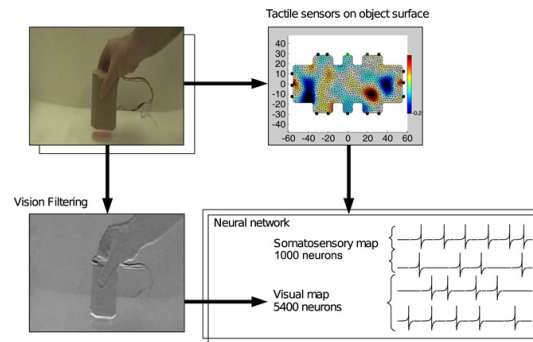 Tactile sensors on object surface
40
30
20
10
0
-10
-20
-30
-40
-60 -40 -20 0 20 40 60
-0.2
Vision Filtering
Neural network
Somatosensory map
1000 neurons
Visual map
5400 neurons